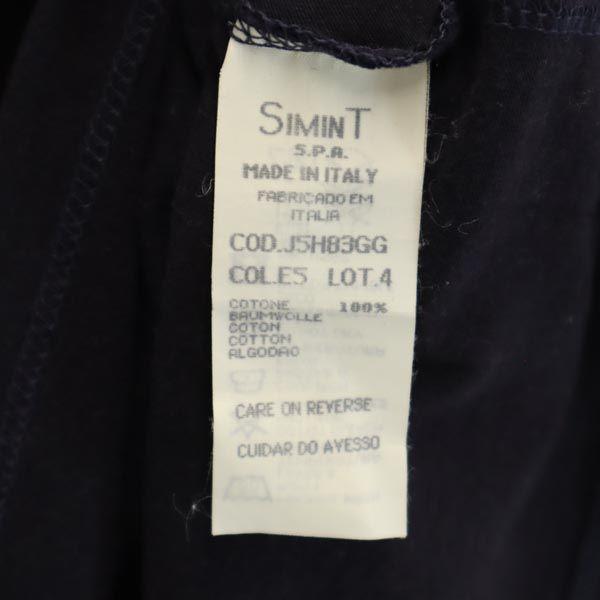 SIMINT
S.P.A.
MADE IN ITALY
FABRIÇADO EM
ITALIA
COD.J5H83GG
COL.E5 LOT.4
COTONE 100%
BAUMWOLLE
COTON
COTTON
ALGODAO
CARE ON REVERSE
CUIDAR DO AVESSO